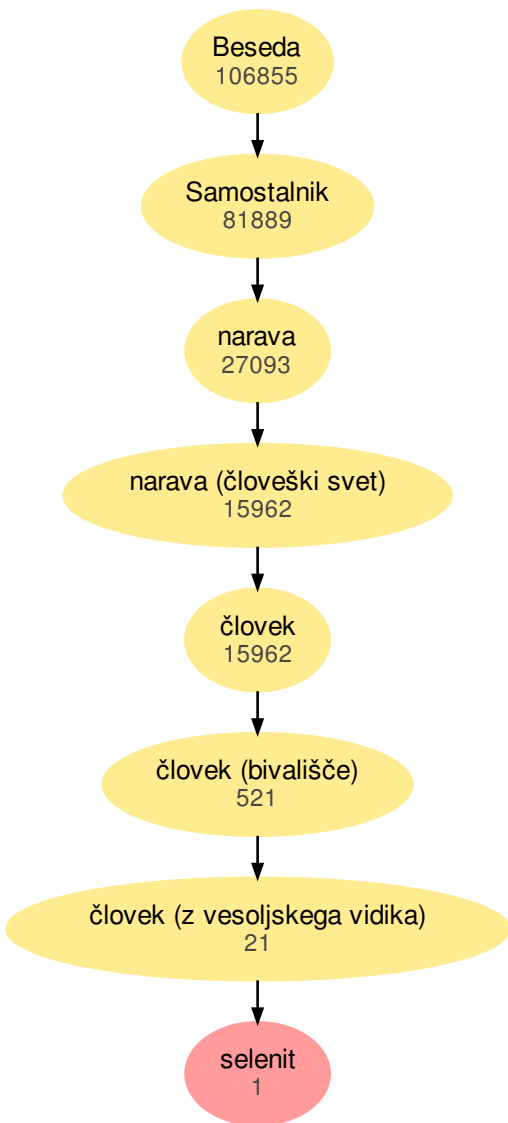 Beseda
106855
Samostalnik
81889
narava
27093
narava (človeški svet)
15962
človek
15962
človek (bivališče)
521
človek (z vesoljskega vidika)
21
selenit
1